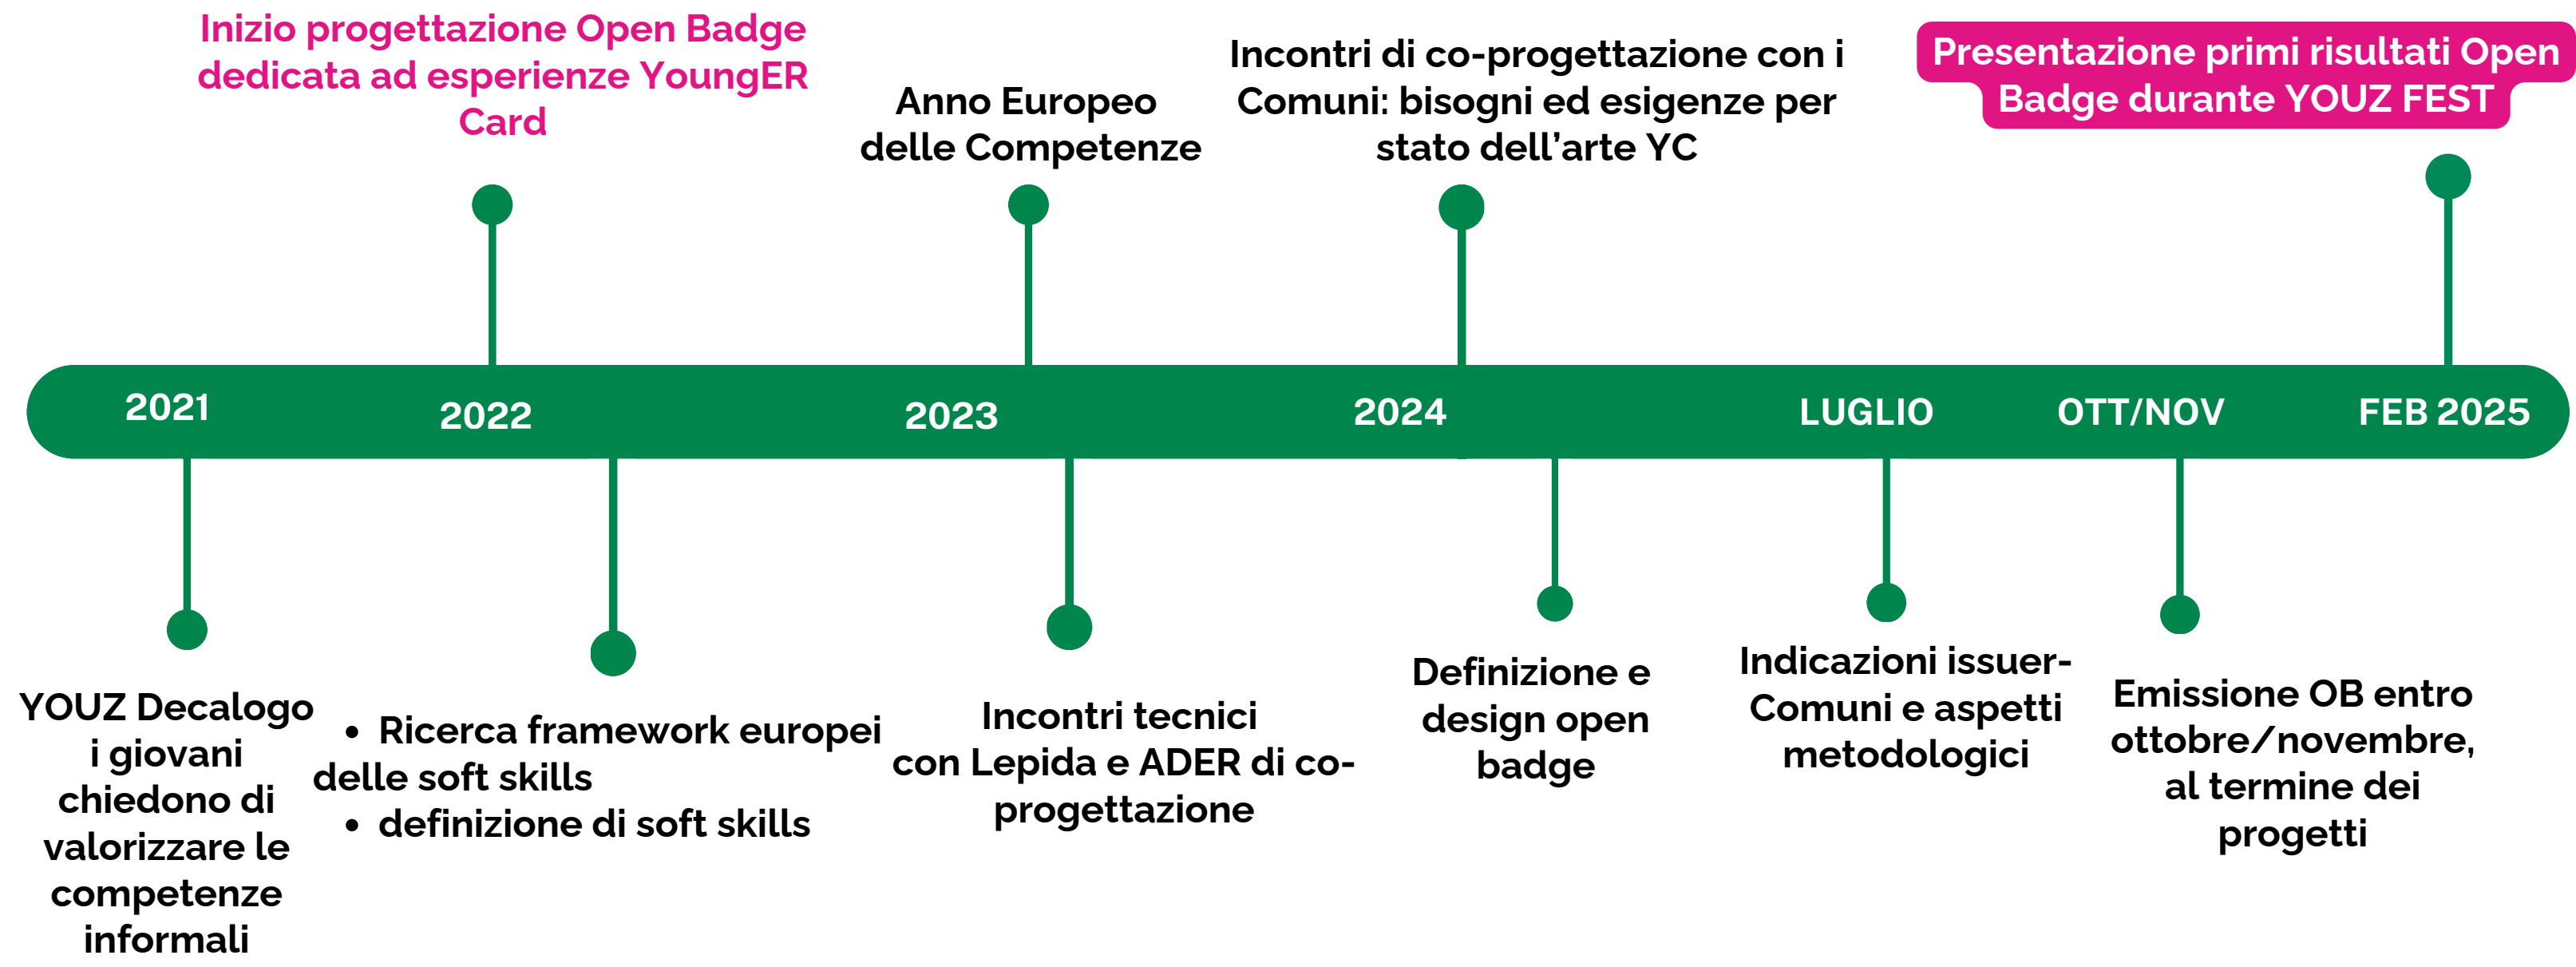 Inizio progettazione Open Badge
dedicata ad esperienze YoungER
Card
Anno Europeo
delle Competenze
Incontri di co-progettazione con i
Comuni: bisogni ed esigenze per
stato dell’arte YC
Presentazione primi risultati Open
Badge durante YOUZ FEST
2021
2022
2023
2024
LUGLIO
OTT/NOV
FEB 2025
YOUZ Decalogo
i giovani
chiedono di
valorizzare le
competenze
informali
• Ricerca framework europei
delle soft skills
• definizione di soft skills
Incontri tecnici
con Lepida e ADER di co-
progettazione
Definizione e
design open
badge
Indicazioni issuer-
Comuni e aspetti
metodologici
Emissione OB entro
ottobre/novembre,
al termine dei
progetti